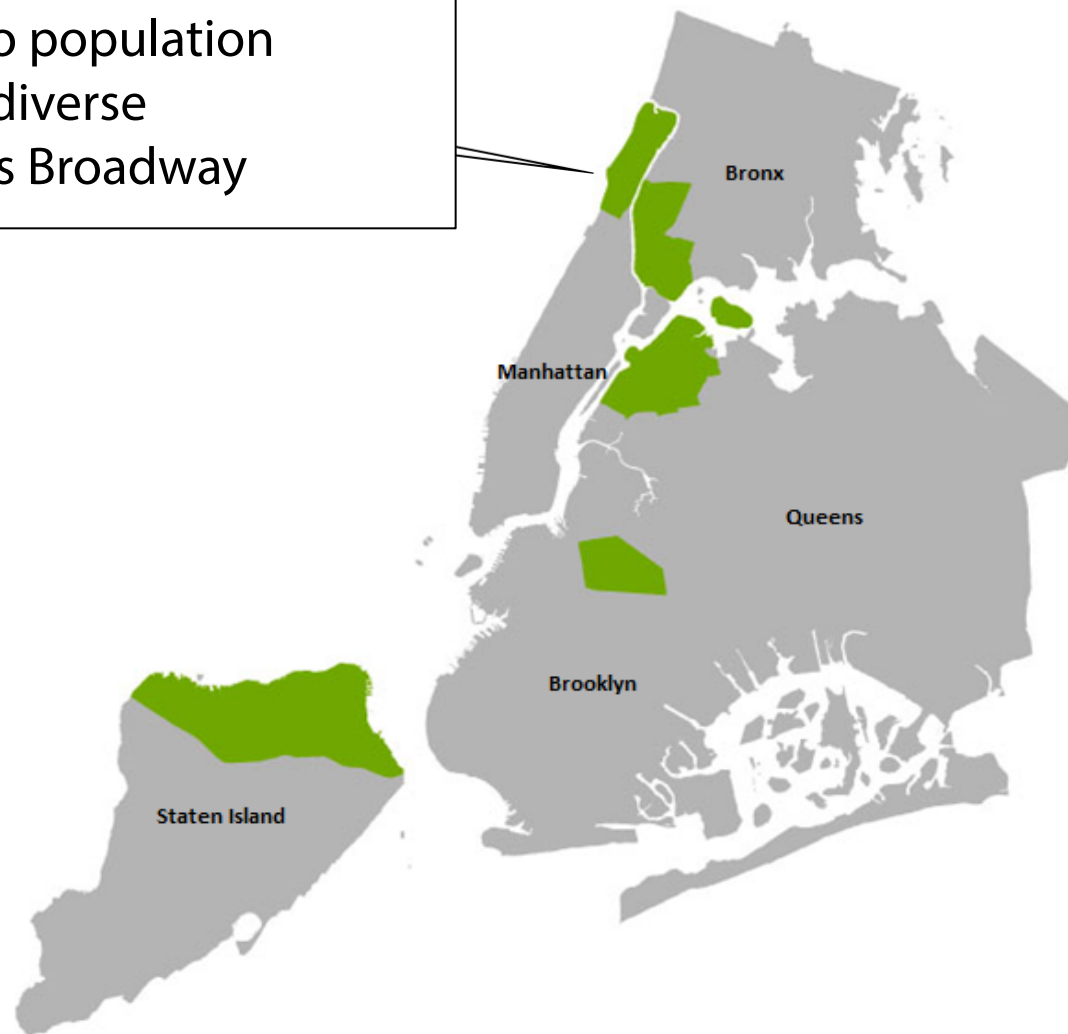 o population
diverse
s Broadway
Bronx
Manhattan
Queens
Brooklyn
Staten Island